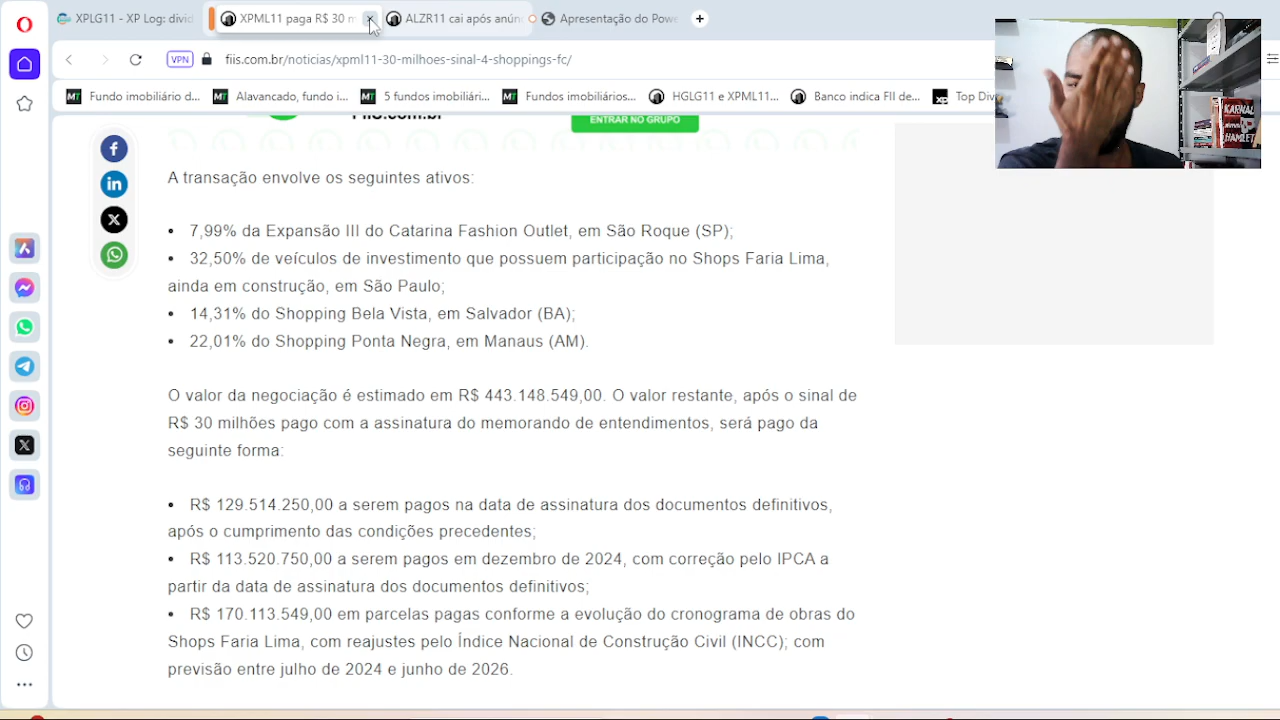 XPLG11 - XP Log: divid
XPML11 paga R$ 30 m
ALZR11 cai após anún
Apresentação do Powe
VPN
fiis.com.br/noticias/xpml11-30-milhoes-sinal-4-shoppings-fc/
Fundo imobiliário d...
Alavancado, fundo i...
5 fundos imobiliári...
Fundos imobiliários...
HGLG11 e XPML11...
Banco indica FII de...
xp Top Div
KARNAL
HAMLET
ENTRAR NO GRUPO
A transação envolve os seguintes ativos:
• 7,99% da Expansão III do Catarina Fashion Outlet, em São Roque (SP);
• 32,50% de veículos de investimento que possuem participação no Shops Faria Lima,
ainda em construção, em São Paulo;
• 14,31% do Shopping Bela Vista, em Salvador (BA);
• 22,01% do Shopping Ponta Negra, em Manaus (AM).
O valor da negociação é estimado em R$ 443.148.549,00. O valor restante, após o sinal de
R$ 30 milhões pago com a assinatura do memorando de entendimentos, será pago da
seguinte forma:
• R$ 129.514.250,00 a serem pagos na data de assinatura dos documentos definitivos,
após o cumprimento das condições precedentes;
• R$ 113.520.750,00 a serem pagos em dezembro de 2024, com correção pelo IPCA a
partir da data de assinatura dos documentos definitivos;
• R$ 170.113.549,00 em parcelas pagas conforme a evolução do cronograma de obras do
Shops Faria Lima, com reajustes pelo Índice Nacional de Construção Civil (INCC); com
previsão entre julho de 2024 e junho de 2026.